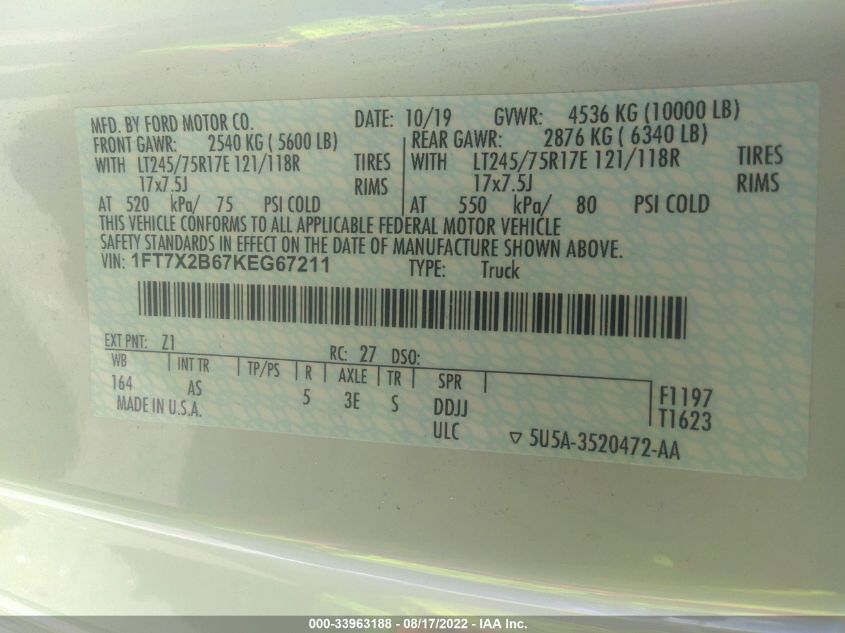 MFD. BY FORD MOTOR CO. DATE: 10/19 GVWR: 4536 KG (10000 LB)
FRONT GAWR: 2540 KG ( 5600 LB) REAR GAWR: 2876 KG ( 6340 LB)
WITH LT245/75R17E 121/118R TIRES WITH LT245/75R17E 121/118R TIRES
17x7.5J RIMS 17x7.5J RIMS
AT 520 kPa/ 75 PSI COLD AT 550 kPa/ 80 PSI COLD
THIS VEHICLE CONFORMS TO ALL APPLICABLE FEDERAL MOTOR VEHICLE
SAFETY STANDARDS IN EFFECT ON THE DATE OF MANUFACTURE SHOWN ABOVE.
VIN: 1FT7X2B67KEG67211 TYPE: Truck
EXT PNT: Z1 RC: 27 DSO:
WB INT TR TP/PS R AXLE TR SPR
164 AS 5 3E S DDJJ F1197
MADE IN U.S.A. ULC T1623
5U5A-3520472-AA
000-33963188 - 08/17/2022 - IAA Inc.